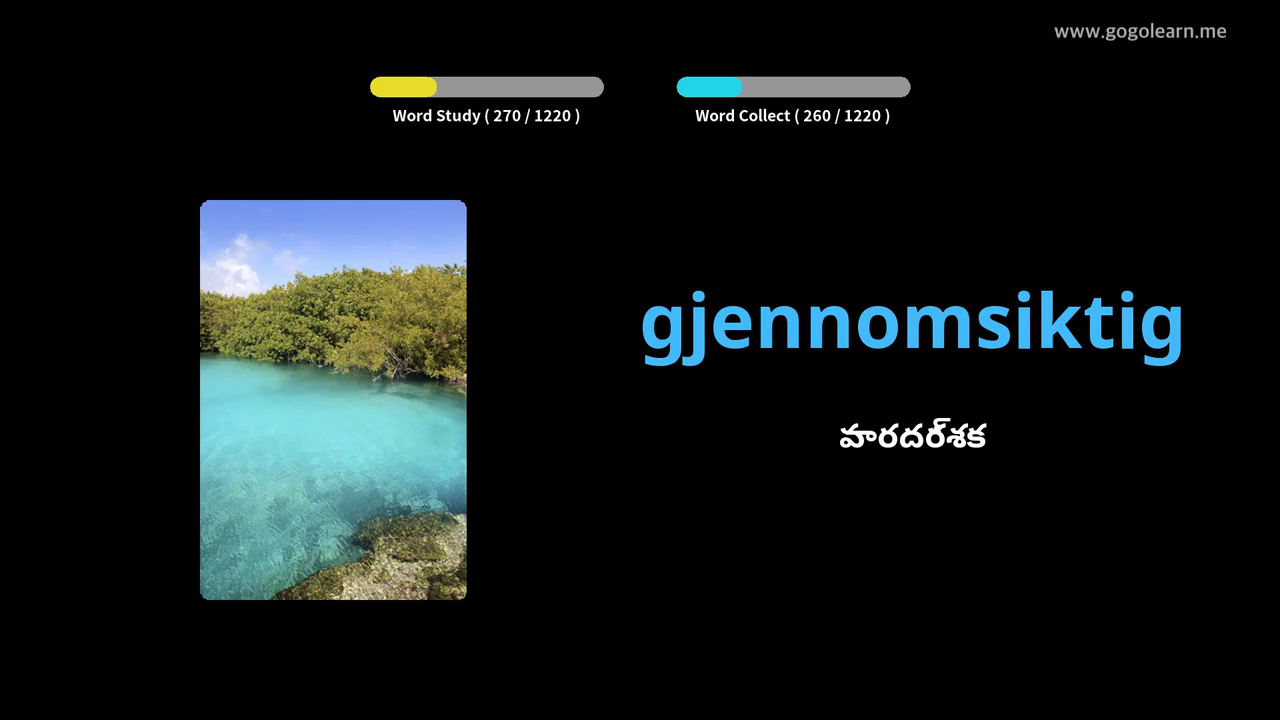 www.gogolearn.me
Word Study ( 270 / 1220 )
Word Collect ( 260 / 1220 )
gjennomsiktig
పారదర్శక